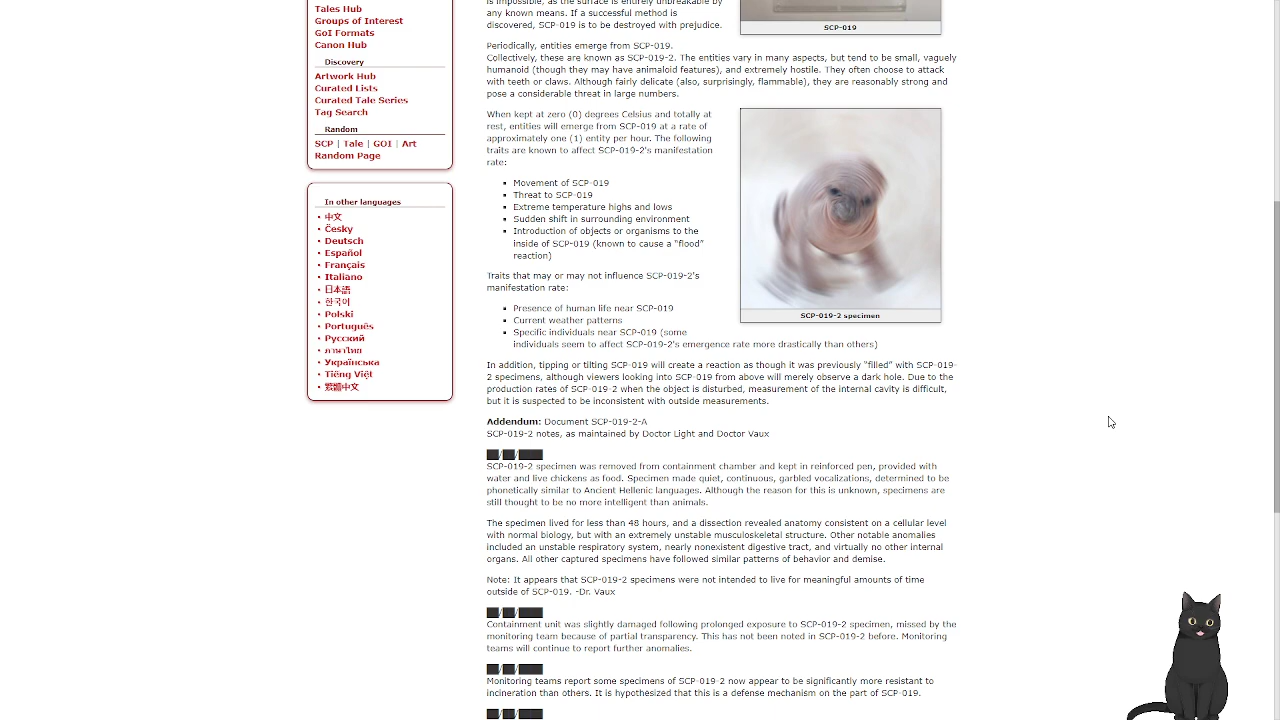 Tales Hub
Groups of Interest
GoI Formats
Canon Hub
Discovery
Artwork Hub
Curated Lists
Curated Tale Series
Tag Search
Random
SCP | Tale | GOI | Art
Random Page
In other languages
中文
Česky
Deutsch
Español
Français
Italiano
日本語
한국어
Polski
Português
Русский
ภาษาไทย
Українська
Tiếng Việt
繁體中文
is impossible, as the surface is entirely unbreakable by
any known means. If a successful method is
discovered, SCP-019 is to be destroyed with prejudice.
SCP-019
Periodically, entities emerge from SCP-019.
Collectively, these are known as SCP-019-2. The entities vary in many aspects, but tend to be small, vaguely
humanoid (though they may have animaloid features), and extremely hostile. They often choose to attack
with teeth or claws. Although fairly delicate (also, surprisingly, flammable), they are reasonably strong and
pose a considerable threat in large numbers.
When kept at zero (0) degrees Celsius and totally at
rest, entities will emerge from SCP-019 at a rate of
approximately one (1) entity per hour. The following
traits are known to affect SCP-019-2's manifestation
rate:
Movement of SCP-019
Threat to SCP-019
Extreme temperature highs and lows
Sudden shift in surrounding environment
Introduction of objects or organisms to the
inside of SCP-019 (known to cause a "flood"
reaction)
Traits that may or may not influence SCP-019-2's
manifestation rate:
Presence of human life near SCP-019
Current weather patterns
Specific individuals near SCP-019 (some
individuals seem to affect SCP-019-2's emergence rate more drastically than others)
SCP-019-2 specimen
In addition, tipping or tilting SCP-019 will create a reaction as though it was previously "filled" with SCP-019-
2 specimens, although viewers looking into SCP-019 from above will merely observe a dark hole. Due to the
production rates of SCP-019-2 when the object is disturbed, measurement of the internal cavity is difficult,
but it is suspected to be inconsistent with outside measurements.
Addendum: Document SCP-019-2-A
SCP-019-2 notes, as maintained by Doctor Light and Doctor Vaux
██/██/████
SCP-019-2 specimen was removed from containment chamber and kept in reinforced pen, provided with
water and live chickens as food. Specimen made quiet, continuous, garbled vocalizations, determined to be
phonetically similar to Ancient Hellenic languages. Although the reason for this is unknown, specimens are
still thought to be no more intelligent than animals.
The specimen lived for less than 48 hours, and a dissection revealed anatomy consistent on a cellular level
with normal biology, but with an extremely unstable musculoskeletal structure. Other notable anomalies
included an unstable respiratory system, nearly nonexistent digestive tract, and virtually no other internal
organs. All other captured specimens have followed similar patterns of behavior and demise.
Note: It appears that SCP-019-2 specimens were not intended to live for meaningful amounts of time
outside of SCP-019. -Dr. Vaux
██/██/████
Containment unit was slightly damaged following prolonged exposure to SCP-019-2 specimen, missed by the
monitoring team because of partial transparency. This has not been noted in SCP-019-2 before. Monitoring
teams will continue to report further anomalies.
██/██/████
Monitoring teams report some specimens of SCP-019-2 now appear to be significantly more resistant to
incineration than others. It is hypothesized that this is a defense mechanism on the part of SCP-019.
██/██/████